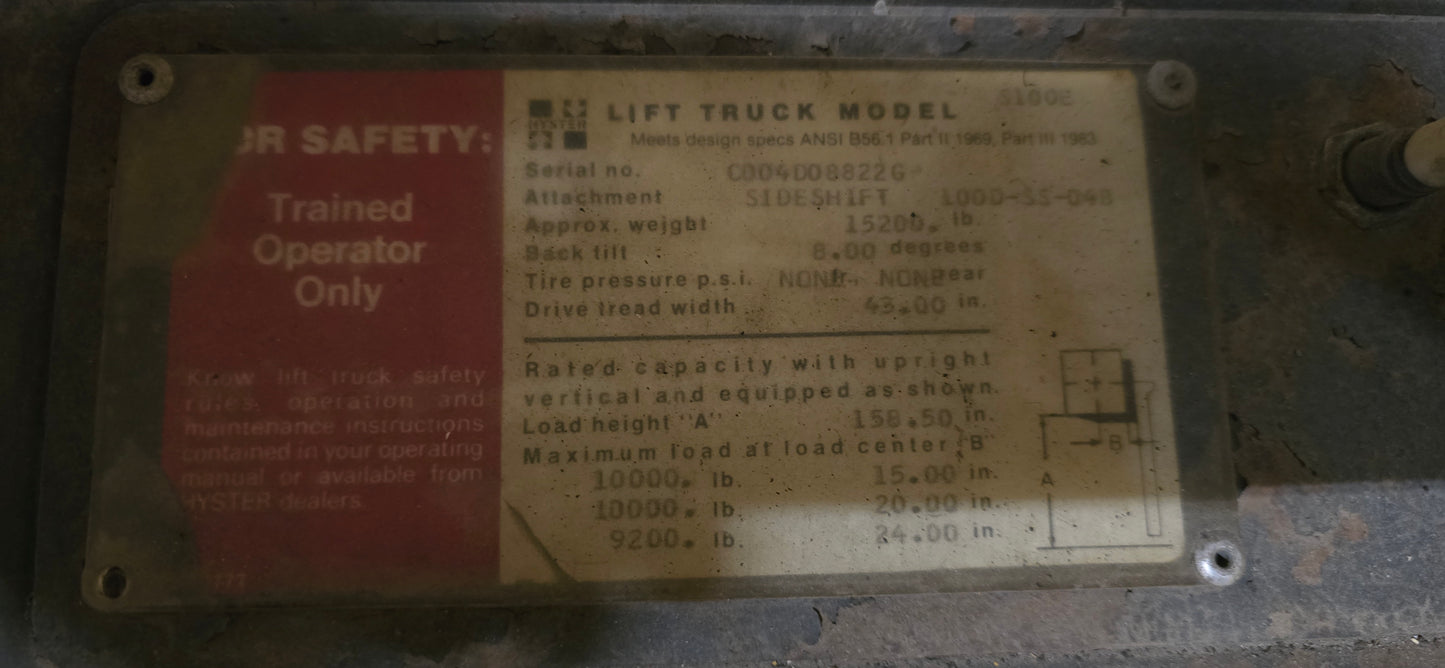 OR SAFETY:
Trained
Operator
Only
Know lift truck safety
rules, operation and
maintenance instructions
contained in your operating
manual or available from
HYSTER dealers.
HYSTER
LIFT TRUCK MODEL S100E
Meets design specs ANSI B56.1 Part II 1969, Part III 1983
Serial no. C004D08822G
Attachment SIDESHIFT 100D-SS-048
Approx. weight 15200. lb.
Back tilt 8.00 degrees
Tire pressure p.s.i. NONE fr. NONE rear
Drive tread width 43.00 in.
Rated capacity with upright
vertical and equipped as shown.
Load height "A" 158.50 in.
Maximum load at load center "B"
10000. lb. 15.00 in.
10000. lb. 20.00 in.
9200. lb. 24.00 in.
B
A